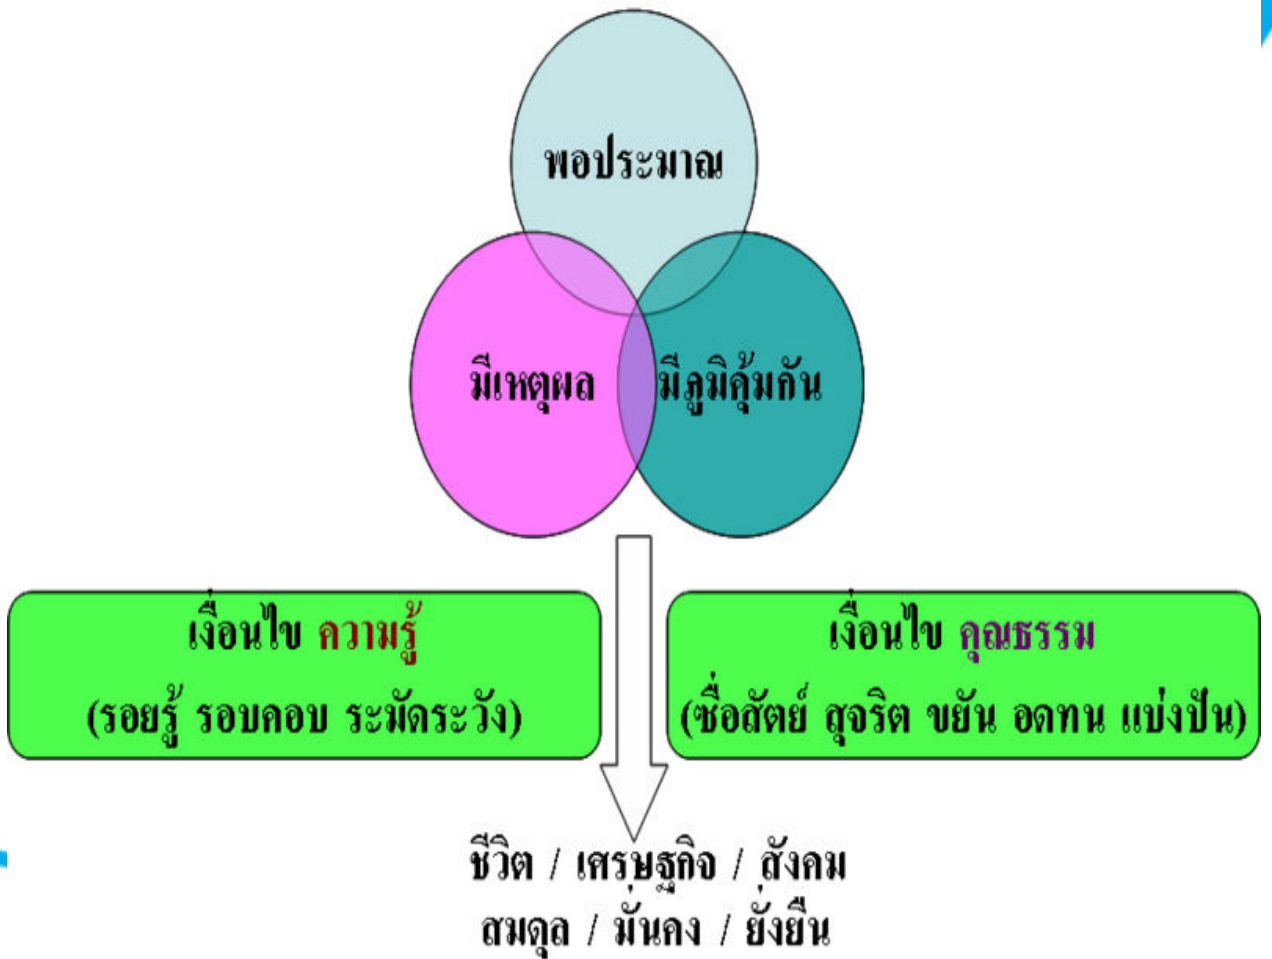 พอประมาณ
มีเหตุผล มีภูมิคุ้มกัน
เงื่อนไข ความรู้
(รอยรู้ รอบคอบ ระมัดระวัง)
เงื่อนไข คุณธรรม
(ซื่อสัตย์ สุจริต ขยัน อดทน แบ่งปัน)
ชีวิต / เศรษฐกิจ / สังคม
สมดุล / มั่นคง / ยั่งยืน